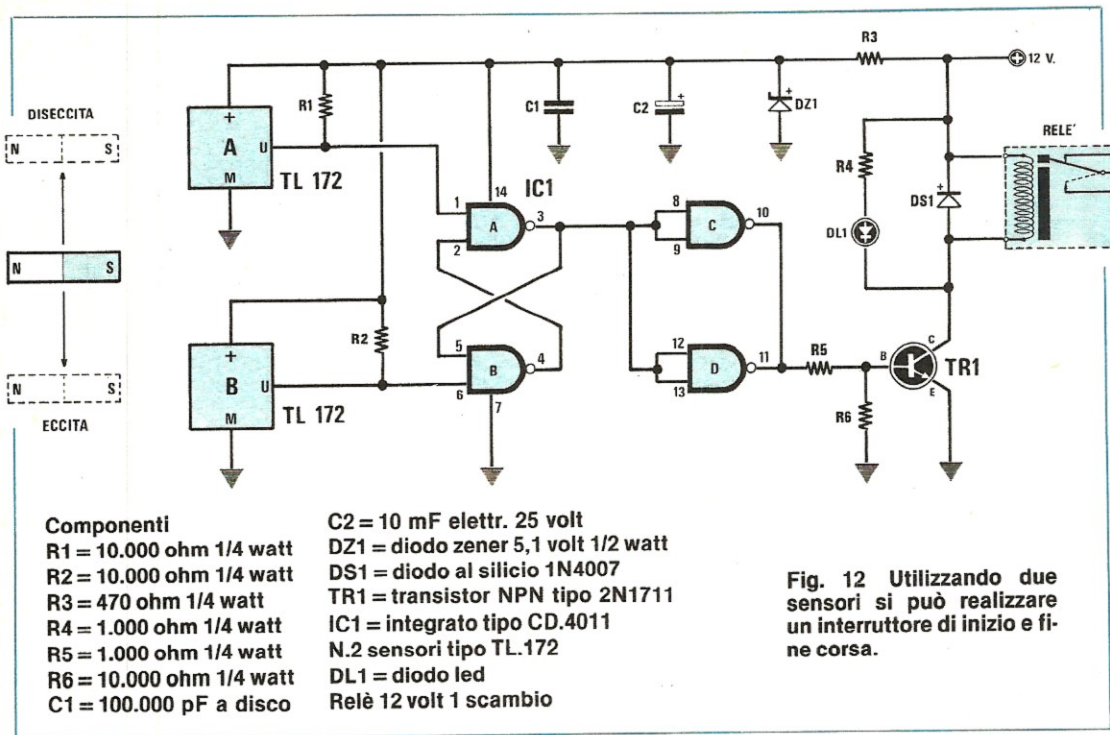 R3
12 V.
DISECCITA
N S
R1
C1
C2
+
DZ1
RELE'
+
A
U
M
TL 172
IC1
14
1
A
3
2
8
C
10
9
R4
DS1
+
DL1
N S
R2
5
B
4
6
7
12
D
11
13
R5
B
C
TR1
E
R6
+
B
U
M
TL 172
N S
ECCITA
Componenti
R1 = 10.000 ohm 1/4 watt
R2 = 10.000 ohm 1/4 watt
R3 = 470 ohm 1/4 watt
R4 = 1.000 ohm 1/4 watt
R5 = 1.000 ohm 1/4 watt
R6 = 10.000 ohm 1/4 watt
C1 = 100.000 pF a disco
C2 = 10 mF elettr. 25 volt
DZ1 = diodo zener 5,1 volt 1/2 watt
DS1 = diodo al silicio 1N4007
TR1 = transistor NPN tipo 2N1711
IC1 = integrato tipo CD.4011
N.2 sensori tipo TL.172
DL1 = diodo led
Relè 12 volt 1 scambio
Fig. 12 Utilizzando due
sensori si può realizzare
un interruttore di inizio e fi-
ne corsa.